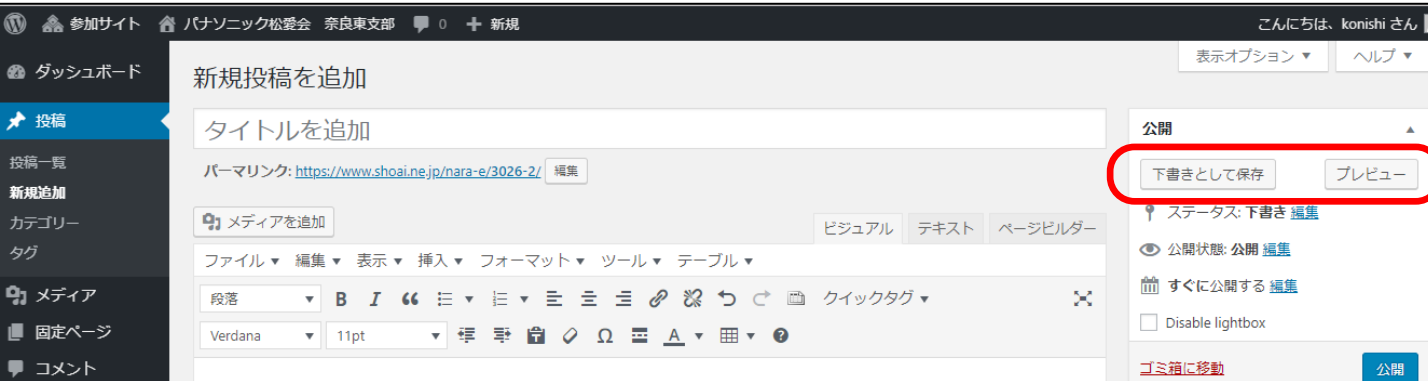 参加サイト パナソニック松愛会 奈良東支部 0 新規 こんにちは、konishi さん
表示オプション ▼ ヘルプ ▼
ダッシュボード
新規投稿を追加
投稿
タイトルを追加
公開
投稿一覧
パーマリンク: https://www.shoai.ne.jp/nara-e/3026-2/ 編集
下書きとして保存 プレビュー
新規追加
カテゴリー
メディアを追加
ビジュアル テキスト ページビルダー
ステータス: 下書き 編集
タグ
ファイル ▼ 編集 ▼ 表示 ▼ 挿入 ▼ フォーマット ▼ ツール ▼ テーブル ▼
公開状態: 公開 編集
メディア
段落 B I クイックタグ ▼
すぐに公開する 編集
固定ページ
Verdana 11pt Ω A
Disable lightbox
コメント
ゴミ箱に移動 公開